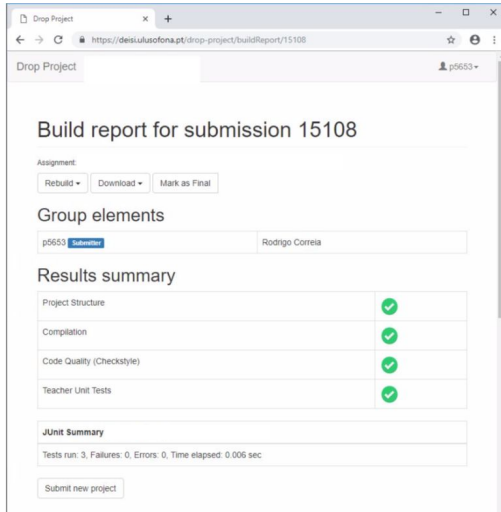 Drop Project
https://deisi.ulusofona.pt/drop-project/buildReport/15108
Drop Project p5653
Build report for submission 15108
Assignment:
Rebuild Download Mark as Final
Group elements
p5653 Submitter Rodrigo Correia
Results summary
Project Structure
Compilation
Code Quality (Checkstyle)
Teacher Unit Tests
JUnit Summary
Tests run: 3, Failures: 0, Errors: 0, Time elapsed: 0.006 sec
Submit new project